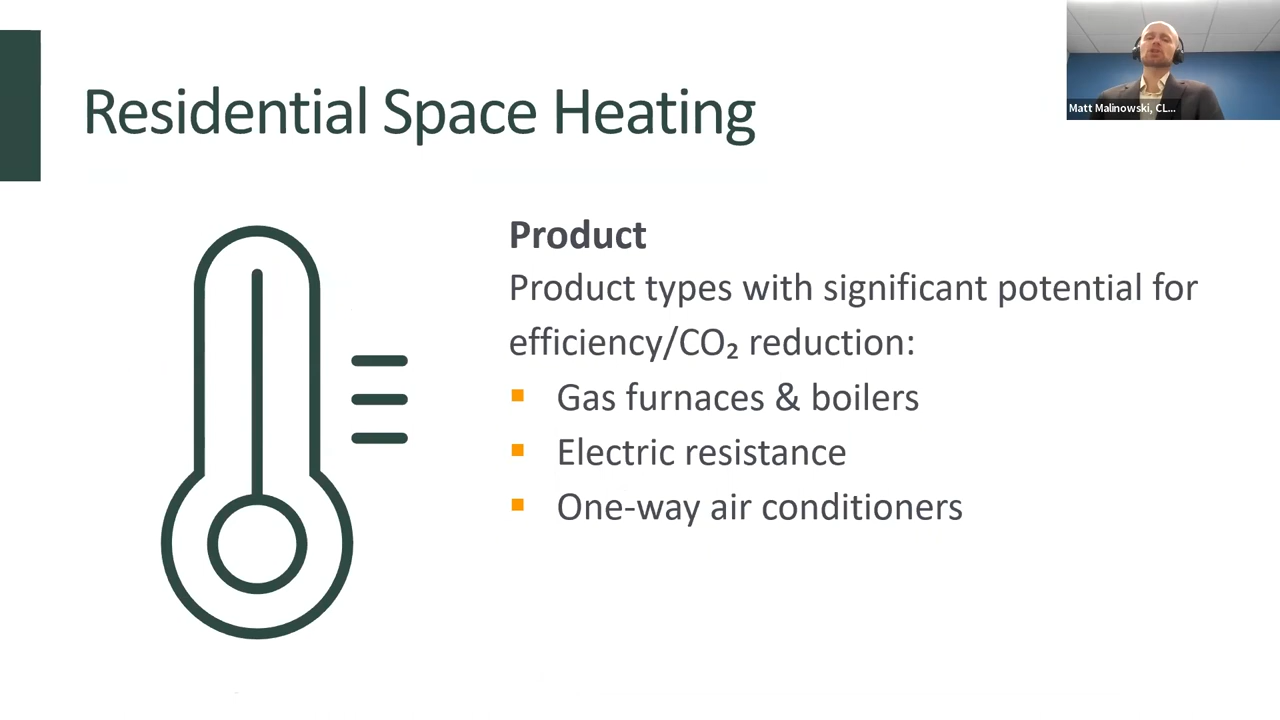 Residential Space Heating
Matt Malinowski, CL...
Product
Product types with significant potential for
efficiency/CO₂ reduction:
▪ Gas furnaces & boilers
▪ Electric resistance
▪ One-way air conditioners